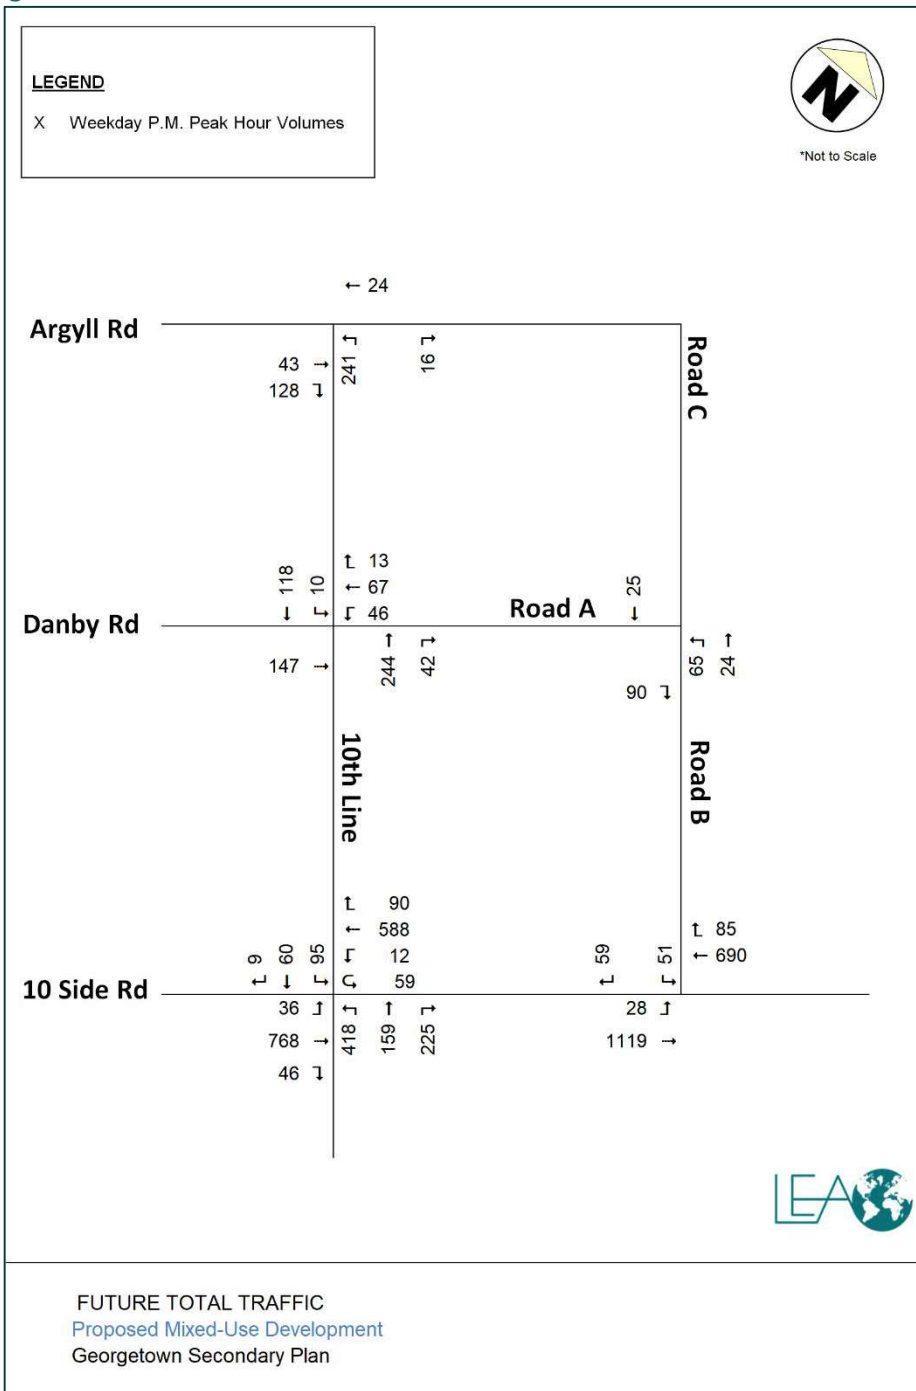 LEGEND
X Weekday P.M. Peak Hour Volumes
N
*Not to Scale
← 24
Argyll Rd
43 →
128
241
16
Road C
118
10
13
← 67
46
25
Road A
Danby Rd
147 →
244
42
90
65
24
10th Line
Road B
90
← 588
12
59
9
60
95
59
51
85
← 690
10 Side Rd
36
768 →
46
418
159
225
28
1119 →
LEA
FUTURE TOTAL TRAFFIC
Proposed Mixed-Use Development
Georgetown Secondary Plan